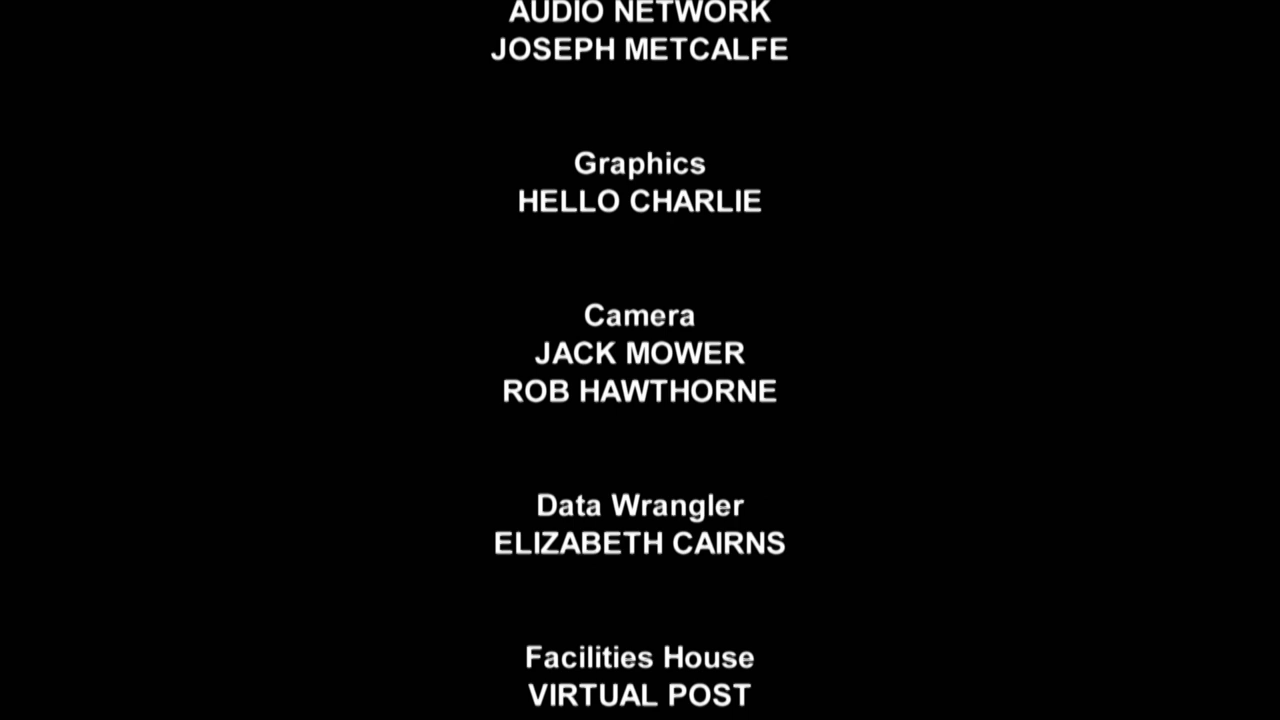 AUDIO NETWORK
JOSEPH METCALFE
Graphics
HELLO CHARLIE
Camera
JACK MOWER
ROB HAWTHORNE
Data Wrangler
ELIZABETH CAIRNS
Facilities House
VIRTUAL POST